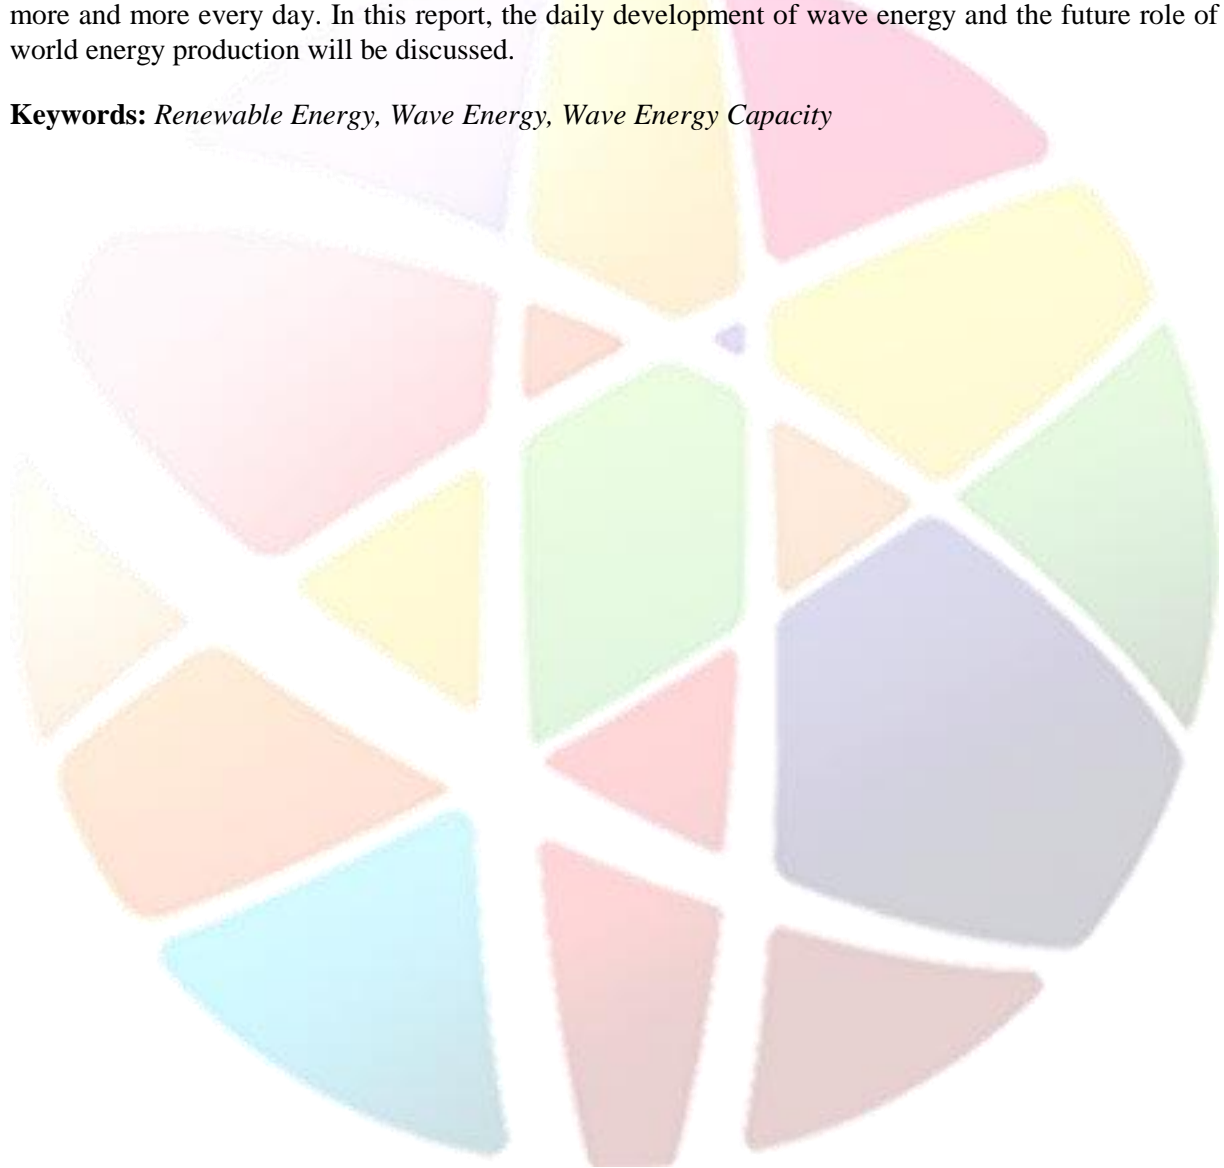 more and more every day. In this report, the daily development of wave energy and the future role of
world energy production will be discussed.
Keywords: Renewable Energy, Wave Energy, Wave Energy Capacity